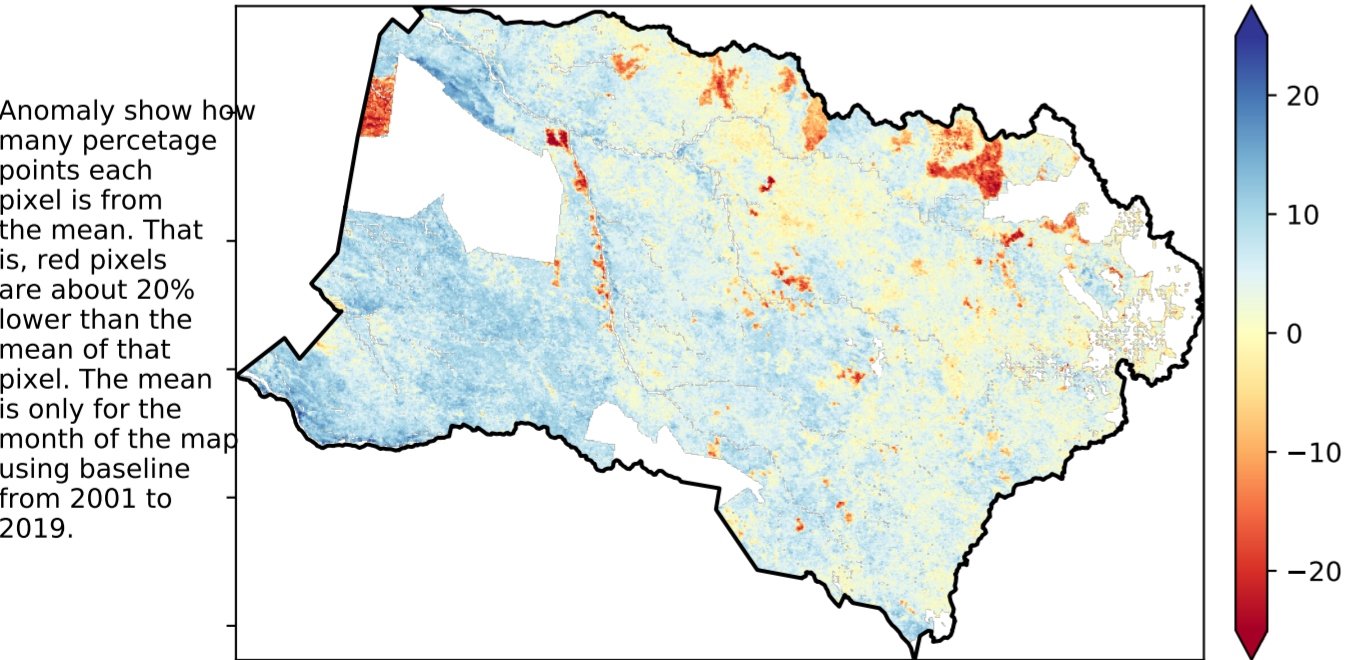 Anomaly show how
many percetage
points each
pixel is from
the mean. That
is, red pixels
are about 20%
lower than the
mean of that
pixel. The mean
is only for the
month of the map
using baseline
from 2001 to
2019.
20
10
0
−10
−20